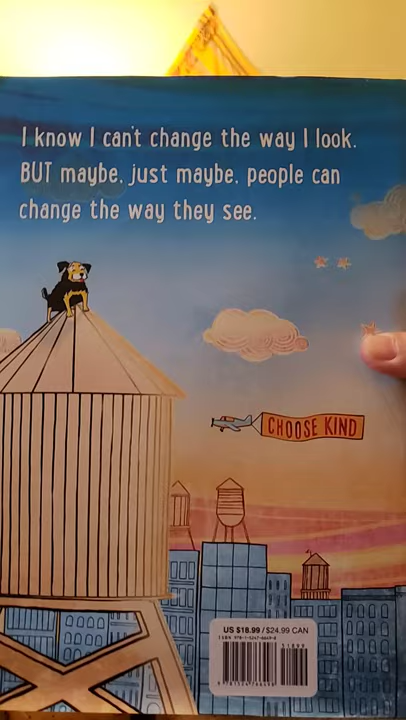 I know I can't change the way I look.
BUT maybe, just maybe, people can
change the way they see.
CHOOSE KIND
US $18.99 / $24.99 CAN
51899